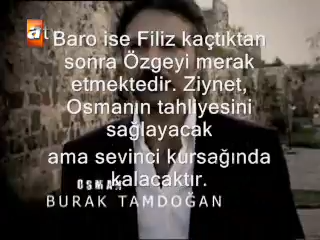 at
Baro ise Filiz kaçtıktan
sonra Özgeyi merak
etmektedir. Ziynet,
Osmanın tahliyesini
sağlayacak
ama sevinci kursağında
kalacaktır.
OSMAN
BURAK TAMDOĞAN